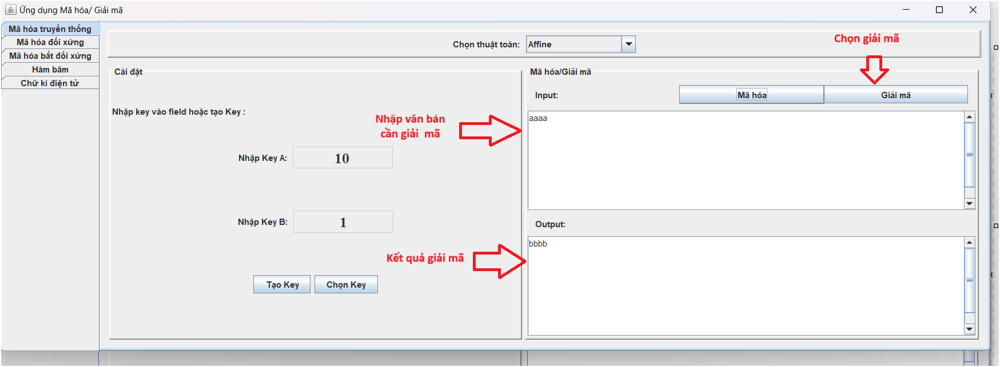 Ứng dụng Mã hóa/ Giải mã
Mã hóa truyền thống
Mã hóa đối xứng
Mã hóa bất đối xứng
Hàm băm
Chữ kí điện tử
Chọn thuật toán:
Affine
Chọn giải mã
Cài đặt
Nhập key vào field hoặc tạo Key :
Nhập Key A:
10
Nhập Key B:
1
Tạo Key
Chọn Key
Mã hóa/Giải mã
Input:
Mã hóa
Giải mã
Nhập văn bán
cần giải  mã
aaaa
Output:
Kết quả giải mã
bbbb